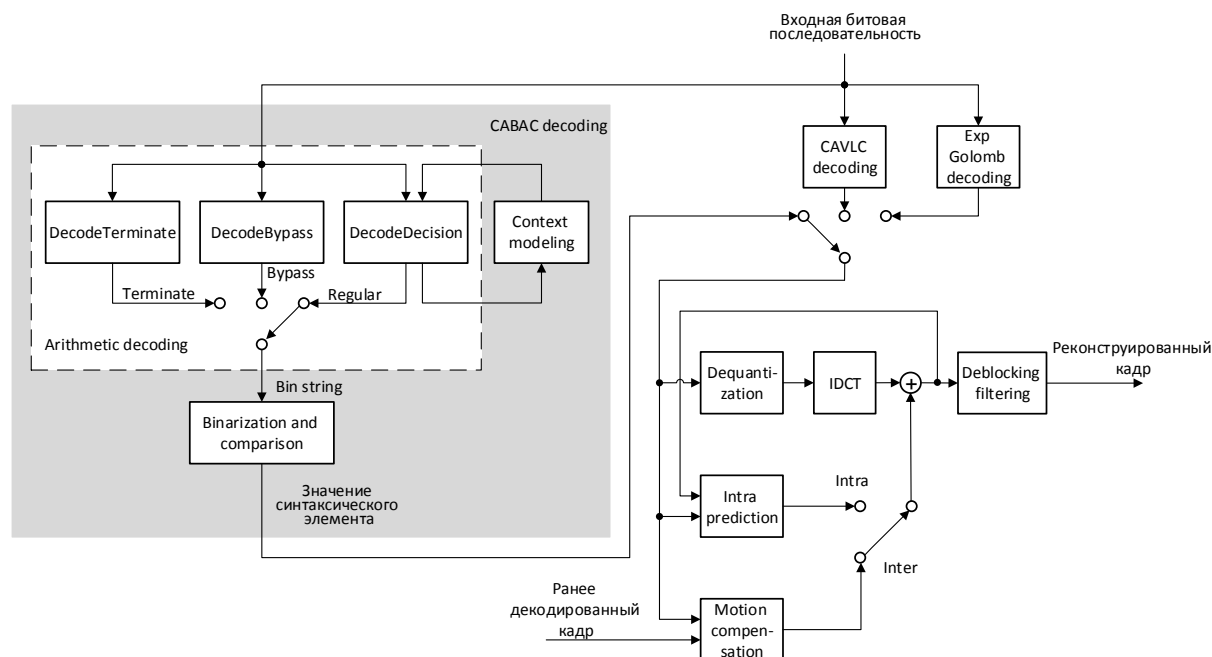 Входная битовая
последовательность
CABAC decoding
CAVLC
decoding
Exp
Golomb
decoding
DecodeTerminate
DecodeBypass
DecodeDecision
Context
modeling
Bypass
Terminate
Regular
Arithmetic decoding
Bin string
Binarization and
comparison
Значение
синтаксического
элемента
Dequanti-
zation
IDCT
+
Deblocking
filtering
Реконструированный
кадр
Intra
prediction
Intra
Inter
Ранее
декодированный
кадр
Motion
compen-
sation